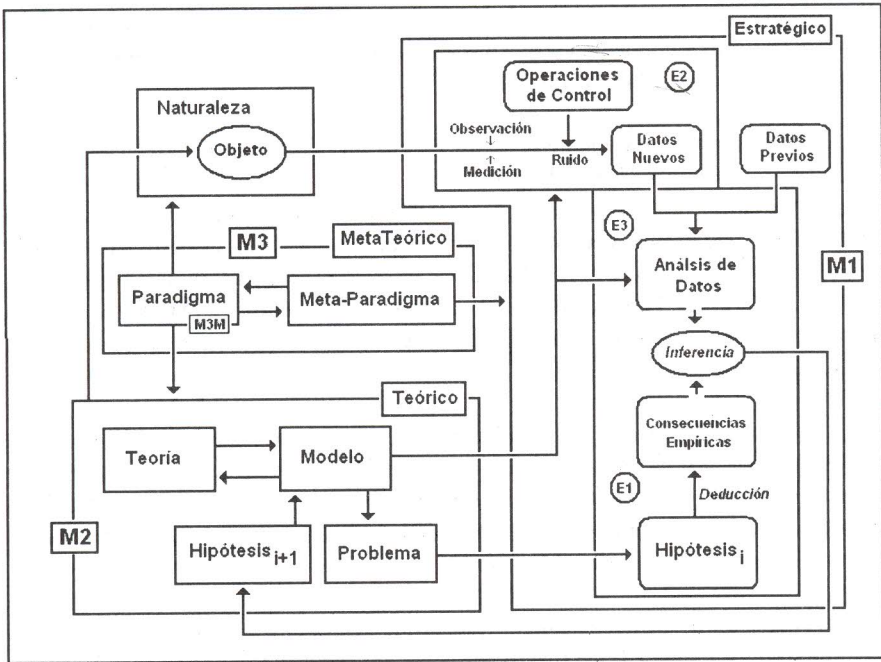 Estratégico
Operaciones
de Control
E2
Naturaleza
Objeto
Observación
Medición
Ruido
Datos
Nuevos
Datos
Previos
M3
MetaTeórico
E3
M1
Paradigma
M3M
Meta-Paradigma
Análsis de
Datos
Inferencia
Teórico
Teoría
Modelo
Consecuencias
Empíricas
E1
Deducción
M2
Hipótesis i+1
Problema
Hipótesis i